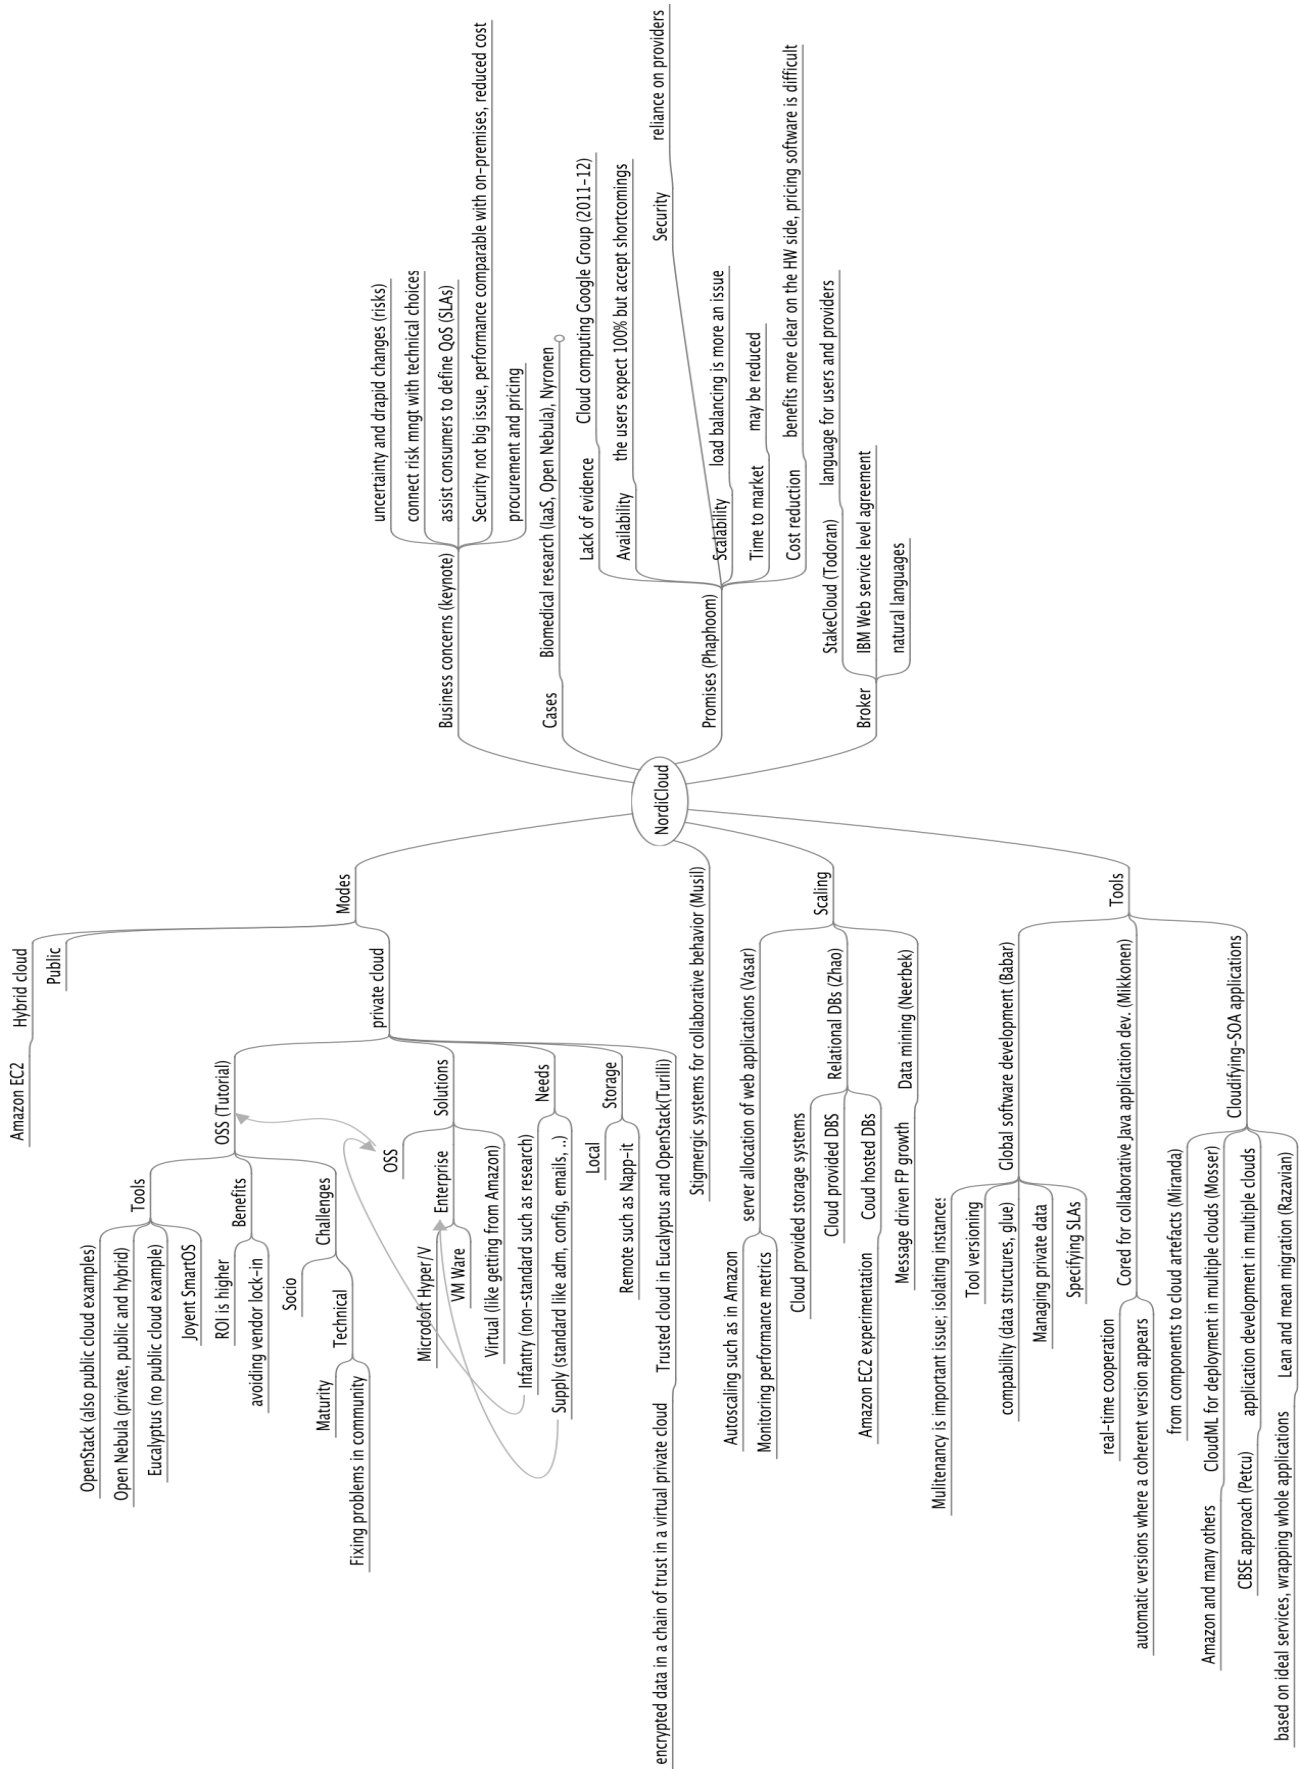 NordiCloud
Business concerns (keynote)
uncertainty and drapid changes (risks)
connect risk mngt with technical choices
assist consumers to define QoS (SLAs)
Security not big issue, performance comparable with on-premises, reduced cost
procurement and pricing
Cases
Biomedical research (IaaS, Open Nebula), Nyronen
Promises (Phaphoom)
Lack of evidence
Cloud computing Google Group (2011-12)
Availability
the users expect 100% but accept shortcomings
Security
reliance on providers
Scalability
load balancing is more an issue
Time to market
may be reduced
Cost reduction
benefits more clear on the HW side, pricing software is difficult
Broker
StakeCloud (Todoran)
language for users and providers
IBM Web service level agreement
natural languages
Modes
Hybrid cloud
Amazon EC2
Public
private cloud
OSS (Tutorial)
Tools
OpenStack (also public cloud examples)
Open Nebula (private, public and hybrid)
Eucalyptus (no public cloud example)
Joyent SmartOS
Benefits
ROI is higher
avoiding vendor lock-in
Challenges
Socio
Technical
Maturity
Fixing problems in community
Solutions
OSS
Enterprise
Microdoft Hyper/V
VM Ware
Virtual (like getting from Amazon)
Needs
Infantry (non-standard such as research)
Supply (standard like adm, config, emails, ..)
Storage
Local
Remote such as Napp-it
Trusted cloud in Eucalyptus and OpenStack(Turilli)
encrypted data in a chain of trust in a virtual private cloud
Stigmergic systems for collaborative behavior (Musil)
Scaling
server allocation of web applications (Vasar)
Autoscaling such as in Amazon
Monitoring performance metrics
Relational DBs (Zhao)
Cloud provided storage systems
Cloud provided DBS
Coud hosted DBs
Amazon EC2 experimentation
Data mining (Neerbek)
Message driven FP growth
Tools
Global software development (Babar)
Mulitenancy is important issue; isolating instances
Tool versioning
compability (data structures, glue)
Managing private data
Specifying SLAs
Cored for collaborative Java application dev. (Mikkonen)
real-time cooperation
automatic versions where a coherent version appears
Cloudifying-SOA applications
from components to cloud artefacts (Miranda)
CloudML for deployment in multiple clouds (Mosser)
Amazon and many others
application development in multiple clouds
CBSE approach (Petcu)
Lean and mean migration (Razavian)
based on ideal services, wrapping whole applications